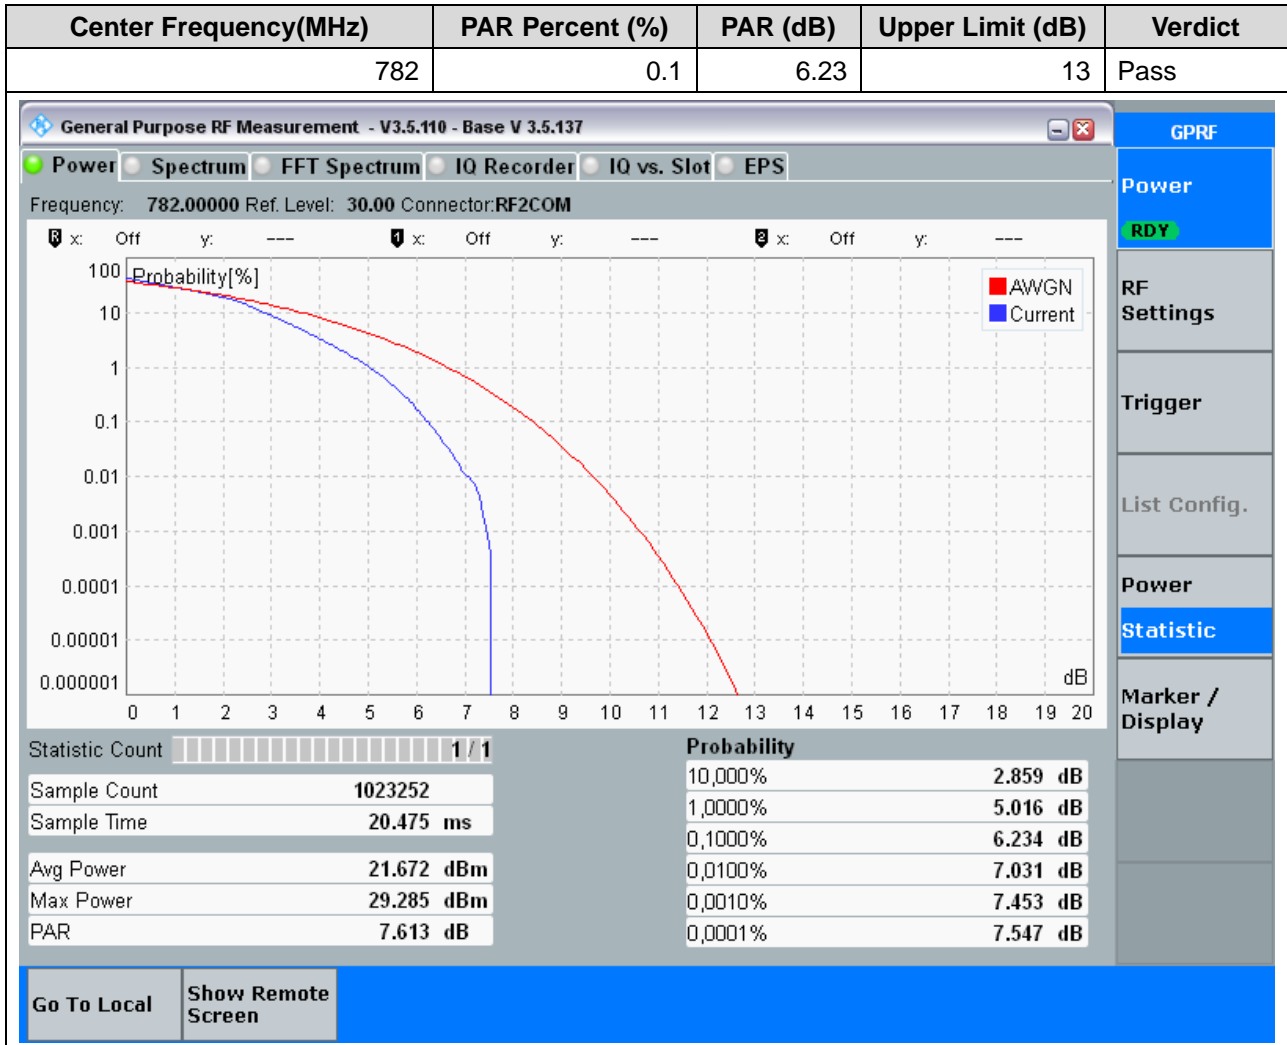 Center Frequency(MHz) PAR Percent (%) PAR (dB) Upper Limit (dB) Verdict
782 0.1 6.23 13 Pass
General Purpose RF Measurement - V3.5.110 - Base V 3.5.137
GPRF
Power Spectrum FFT Spectrum IQ Recorder IQ vs. Slot EPS
Power
RDY
Frequency: 782.00000 Ref. Level: 30.00 Connector:RF2COM
R x: Off y: --- 1 x: Off y: --- 2 x: Off y: ---
Probability[%]
AWGN
Current
100
10
1
0.1
0.01
0.001
0.0001
0.00001
0.000001
dB
0 1 2 3 4 5 6 7 8 9 10 11 12 13 14 15 16 17 18 19 20
RF
Settings
Trigger
List Config.
Power
Statistic
Marker /
Display
Statistic Count 1 / 1
Sample Count 1023252
Sample Time 20.475 ms
Avg Power 21.672 dBm
Max Power 29.285 dBm
PAR 7.613 dB
Probability
10,000% 2.859 dB
1,0000% 5.016 dB
0,1000% 6.234 dB
0,0100% 7.031 dB
0,0010% 7.453 dB
0,0001% 7.547 dB
Go To Local
Show Remote
Screen